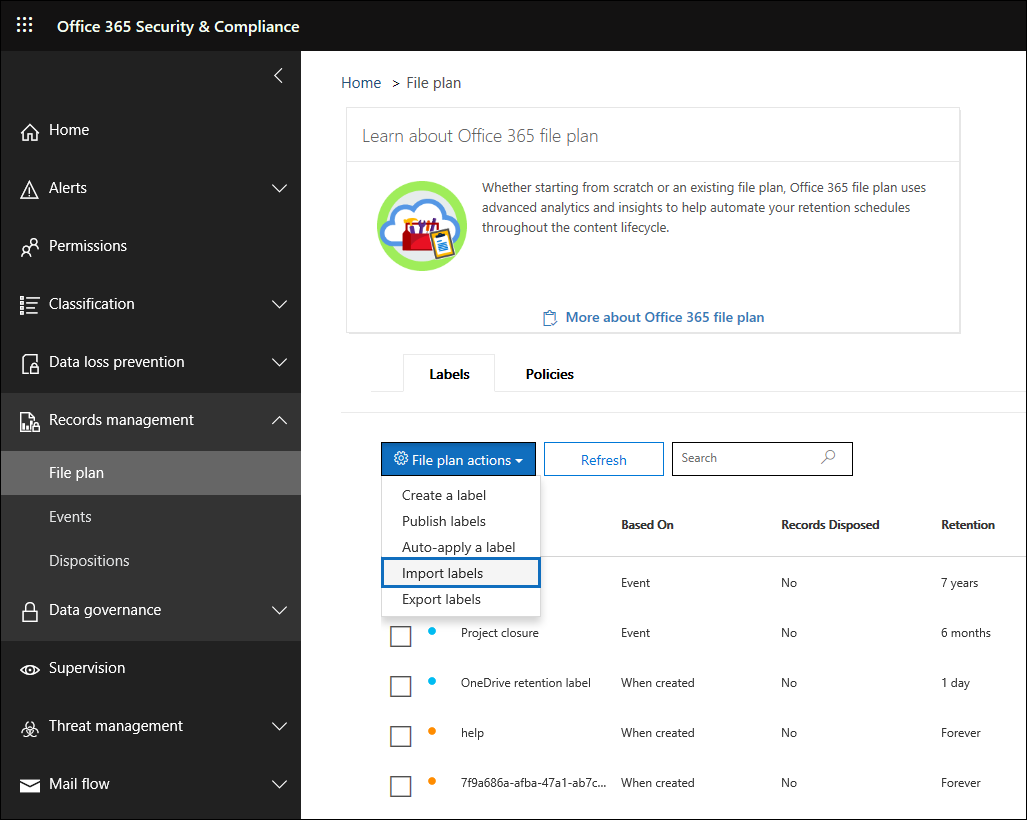 Office 365 Security & Compliance
Home
Alerts
Permissions
Classification
Data loss prevention
Records management
File plan
Events
Dispositions
Data governance
Supervision
Threat management
Mail flow
Home > File plan
Learn about Office 365 file plan
Whether starting from scratch or an existing file plan, Office 365 file plan uses
advanced analytics and insights to help automate your retention schedules
throughout the content lifecycle.
More about Office 365 file plan
Labels Policies
File plan actions Refresh Search
Create a label
Publish labels
Auto-apply a label
Import labels
Export labels
Based On Records Disposed Retention
Event No 7 years
Project closure Event No 6 months
OneDrive retention label When created No 1 day
help When created No Forever
7f9a686a-afba-47a1-ab7c... When created No Forever